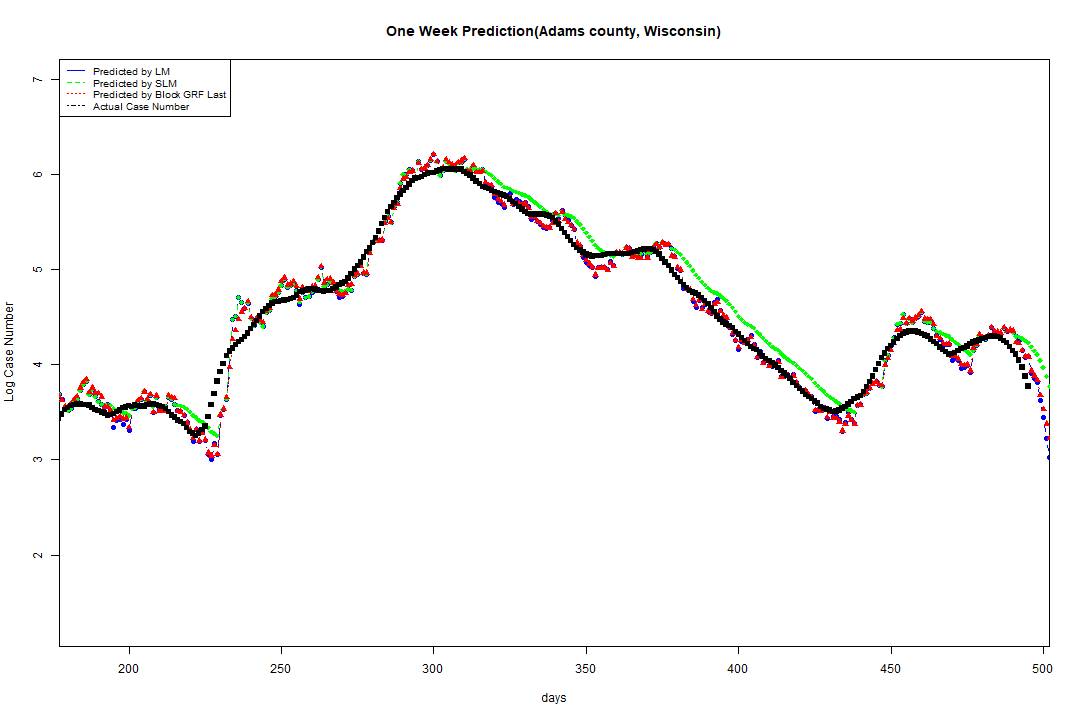 One Week Prediction(Adams county, Wisconsin)
Predicted by LM
Predicted by SLM
Predicted by Block GRF Last
Actual Case Number
7
6
5
4
3
2
Log Case Number
200 250 300 350 400 450 500
days